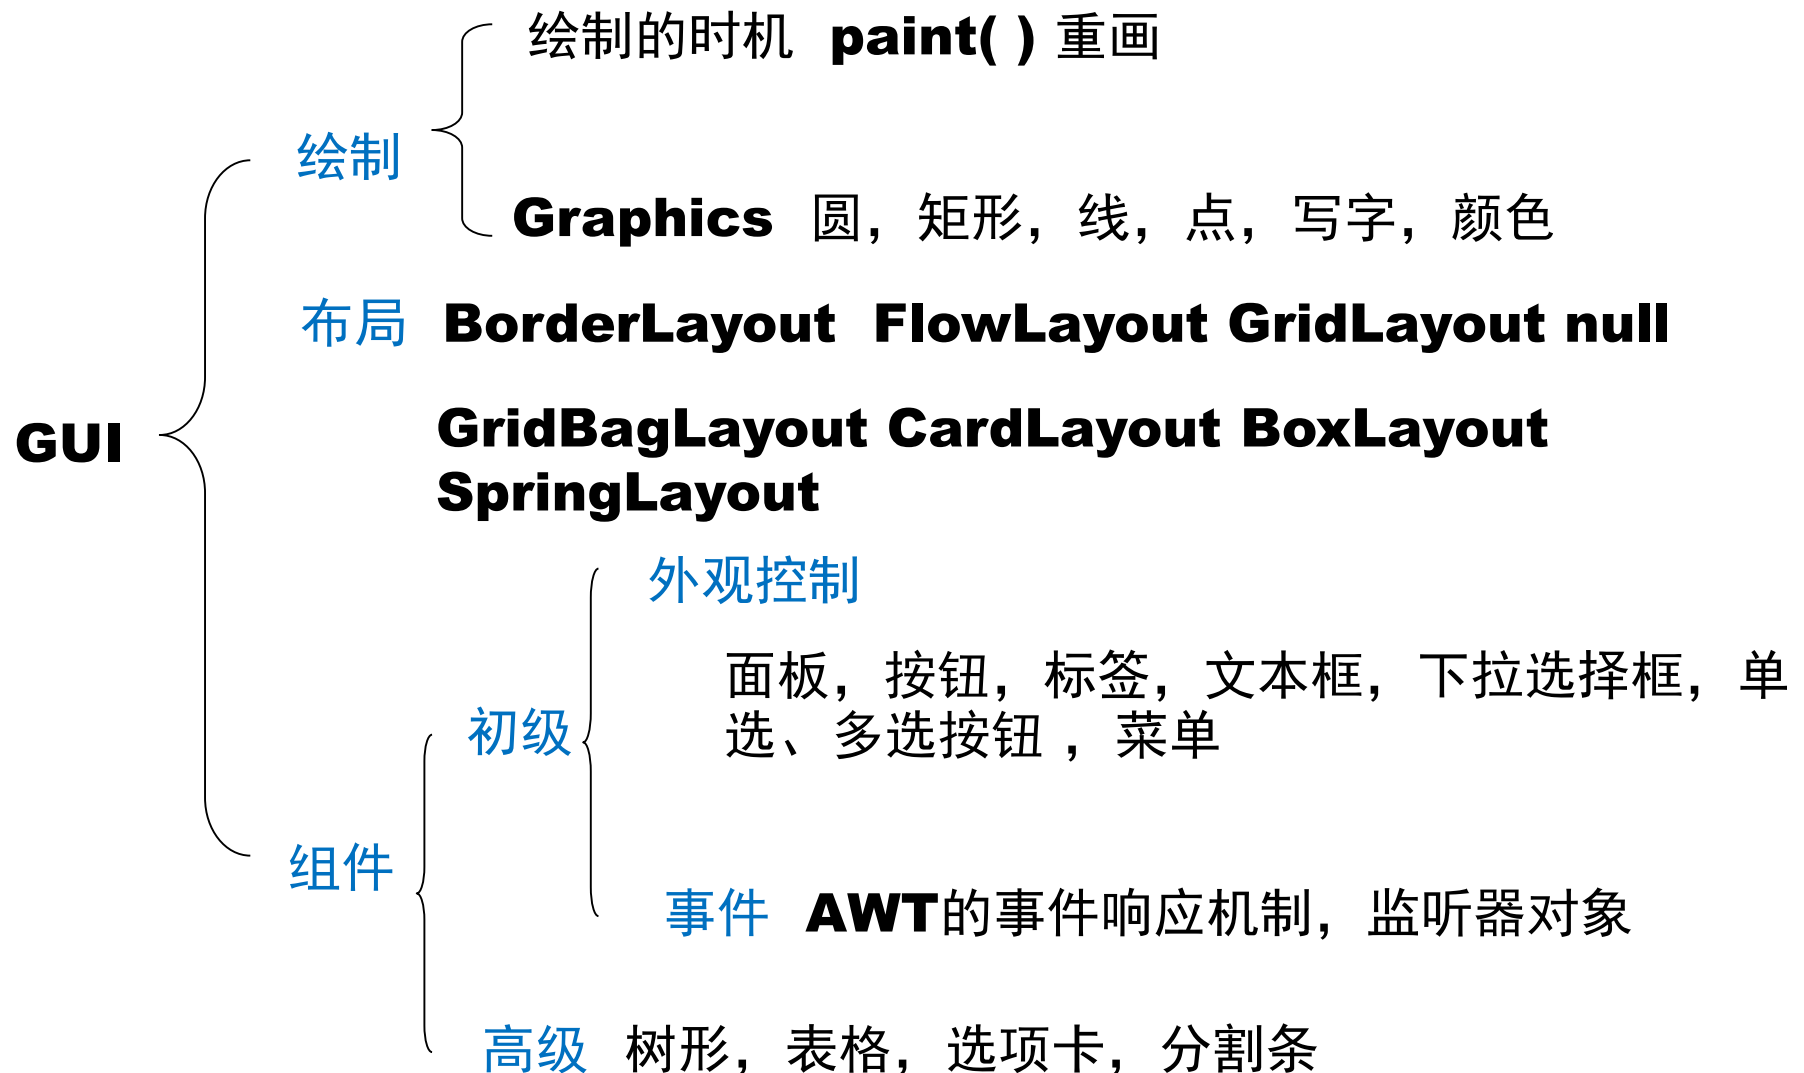 绘制的时机 paint( ) 重画
绘制
Graphics 圆，矩形，线，点，写字，颜色
布局 BorderLayout FlowLayout GridLayout null
GUI
GridBagLayout CardLayout BoxLayout
SpringLayout
外观控制
面板，按钮，标签，文本框，下拉选择框，单
选、多选按钮 ，菜单
初级
组件
事件 AWT的事件响应机制，监听器对象
高级 树形，表格，选项卡，分割条